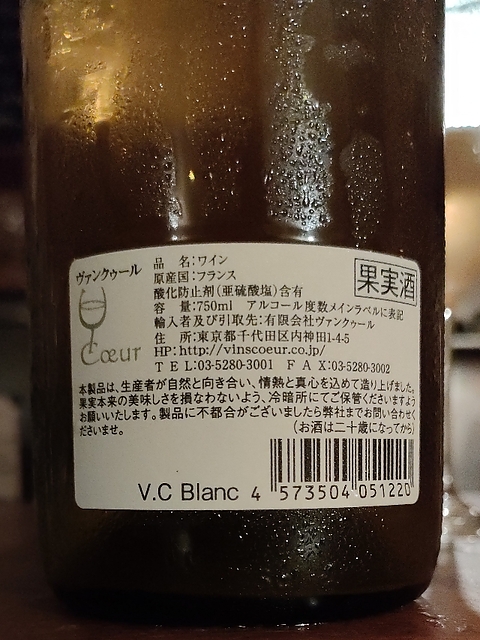 ヴァンクゥール
Cœur
果実酒
品　名:ワイン
原産国:フランス
酸化防止剤(亜硫酸塩)含有
容　量:750ml　アルコール度数メインラベルに表記
輸入者及び引取先:有限会社ヴァンクゥール
住　所:東京都千代田区内神田1-4-5
HP:http://vinscoeur.co.jp/
TEL:03-5280-3001　FAX:03-5280-3002
本製品は、生産者が自然と向き合い、情熱と真心を込めて造り上げました。
果実本来の美味しさを損なわないよう、冷暗所にてご保管くださいますよう
お願いいたします。製品に不都合がございましたら弊社までお問い合わせく
ださいませ。　(お酒は二十歳になってから)
V.C Blanc 4 573504 051220